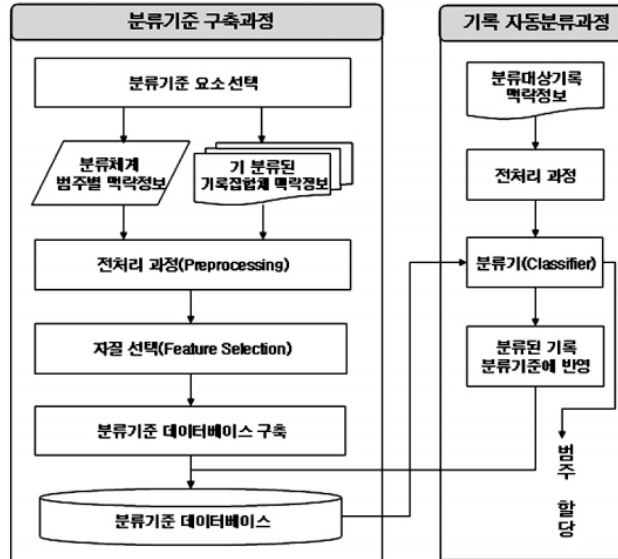 분류기준 구축과정
분류기준 요소 선택
분류체계
범주별 맥락정보
기 분류된
기록집합체 맥락정보
전처리 과정(Preprocessing)
자질 선택(Feature Selection)
분류기준 데이터베이스 구축
분류기준 데이터베이스
기록 자동분류과정
분류대상기록
맥락정보
전처리 과정
분류기(Classifier)
분류된 기록
분류기준에 반영
범주 할당